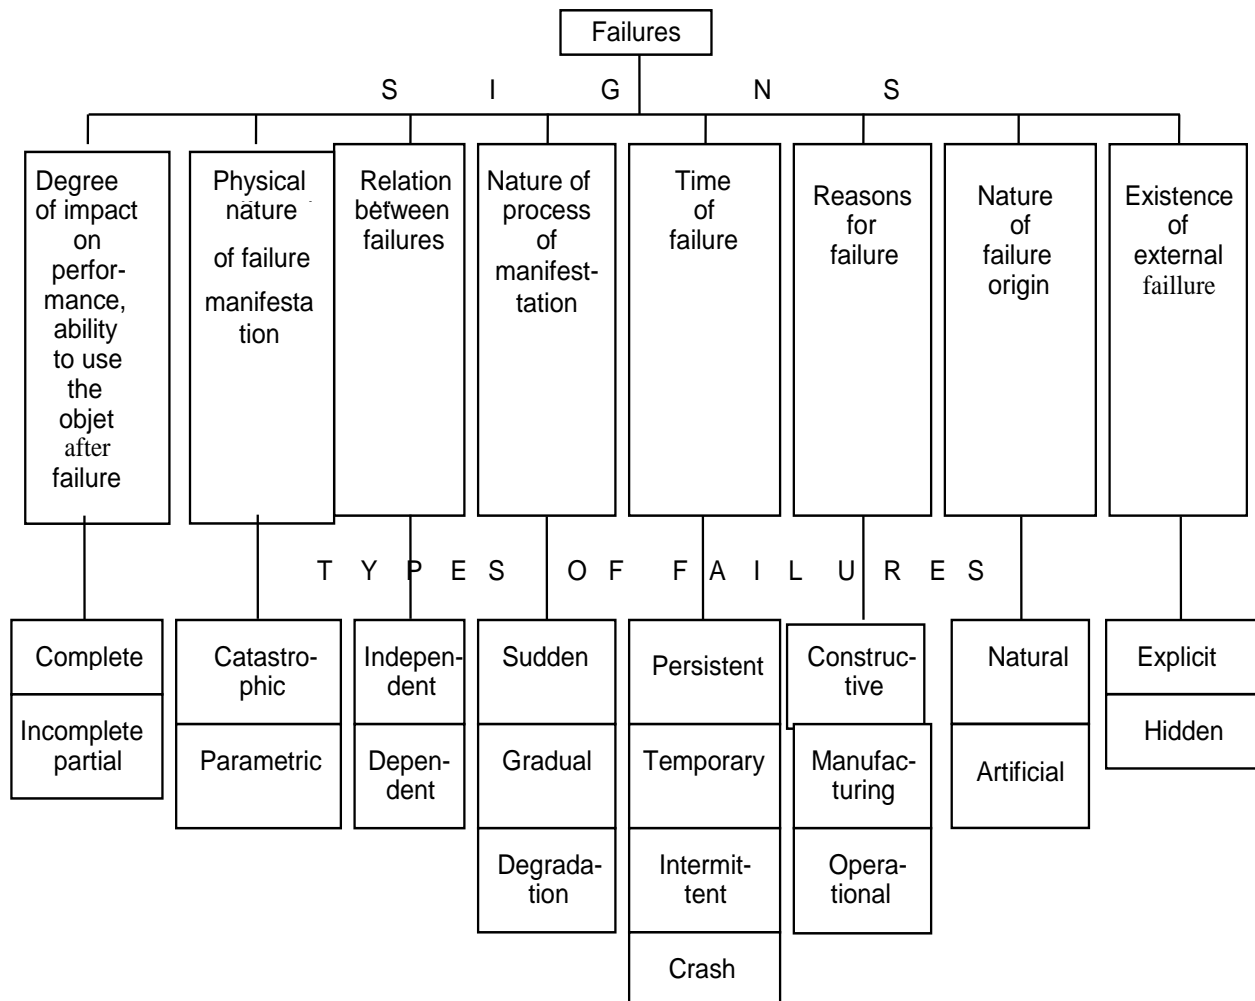 Failures
S I G N S
Degree
of impact
on
perfor-
mance,
ability
to use
the
objet
after
failure
Physical
nature
of failure
manifesta
tion
Relation
between
failures
Nature of
process
of
manifest-
tation
Time
of
failure
Reasons
for
failure
Nature
of
failure
origin
Existence
of
external
faillure
T Y P E S O F F A I L U R E S
Complete
Incomplete
partial
Catastro-
phic
Parametric
Indepen-
dent
Depen-
dent
Sudden
Gradual
Degrada-
tion
Persistent
Temporary
Intermit-
tent
Crash
Construc-
tive
Manufac-
turing
Opera-
tional
Natural
Artificial
Explicit
Hidden